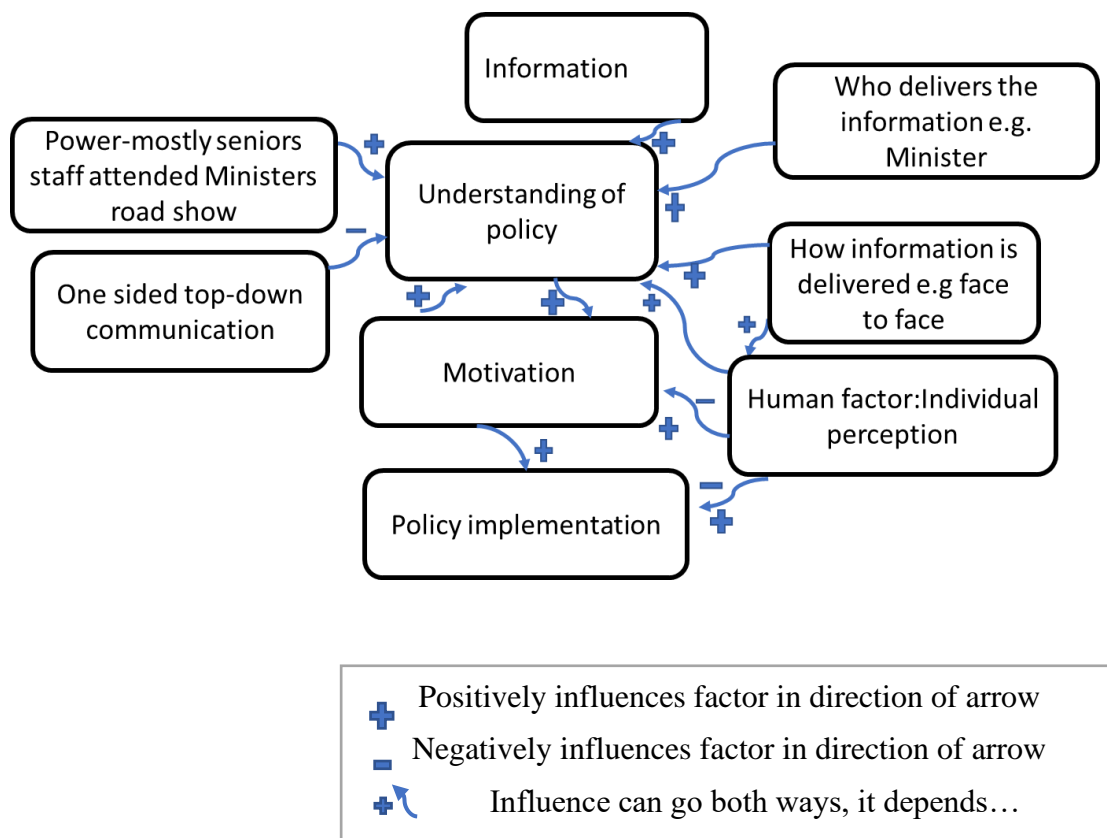 Information
Who delivers the
information e.g.
Minister
Power-mostly seniors
staff attended Ministers
road show
Understanding of
policy
How information is
delivered e.g face
to face
One sided top-down
communication
Motivation
Human factor:Individual
perception
Policy implementation
Positively influences factor in direction of arrow
Negatively influences factor in direction of arrow
Influence can go both ways, it depends…